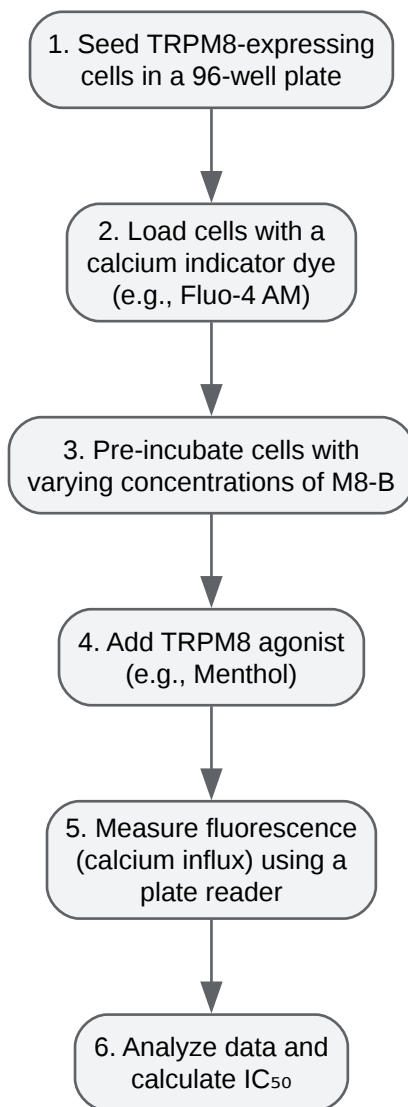 1. Seed TRPM8-expressing
cells in a 96-well plate
2. Load cells with a
calcium indicator dye
(e.g., Fluo-4 AM)
3. Pre-incubate cells with
varying concentrations of M8-B
4. Add TRPM8 agonist
(e.g., Menthol)
5. Measure fluorescence
(calcium influx) using a
plate reader
6. Analyze data and
calculate IC₅₀